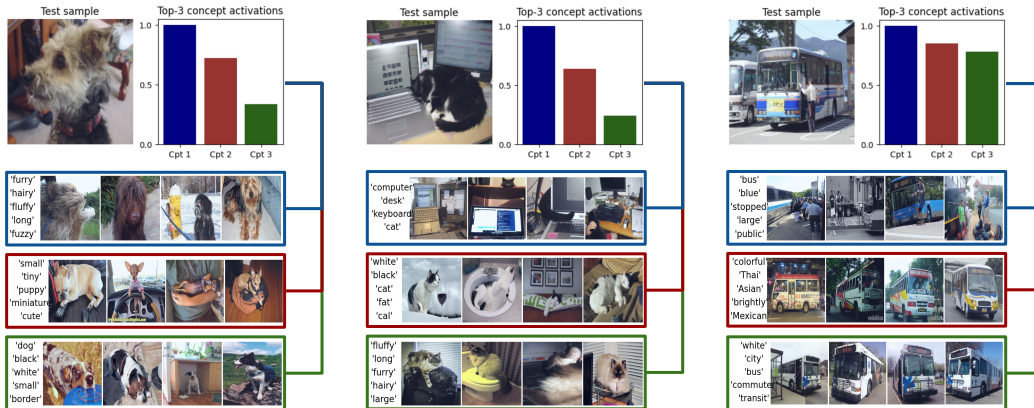 Test sample
Top-3 concept activations
1.0
0.5
0.0
Cpt 1
Cpt 2
Cpt 3
'furry'
'hairy'
'fluffy'
'long'
'fuzzy'
'small'
'tiny'
'puppy'
'miniature'
'cute'
'dog'
'black'
'white'
'small'
'border'
Test sample
Top-3 concept activations
1.0
0.5
0.0
Cpt 1
Cpt 2
Cpt 3
'computer'
'desk'
'keyboard'
'cat'
'white'
'black'
'cat'
'fat'
'cal'
'fluffy'
'long'
'furry'
'hairy'
'large'
Test sample
Top-3 concept activations
1.0
0.5
0.0
Cpt 1
Cpt 2
Cpt 3
'bus'
'blue'
'stopped'
'large'
'public'
'colorful'
'Thai'
'Asian'
'brightly'
'Mexican'
'white'
'city'
'bus'
'commuter'
'transit'